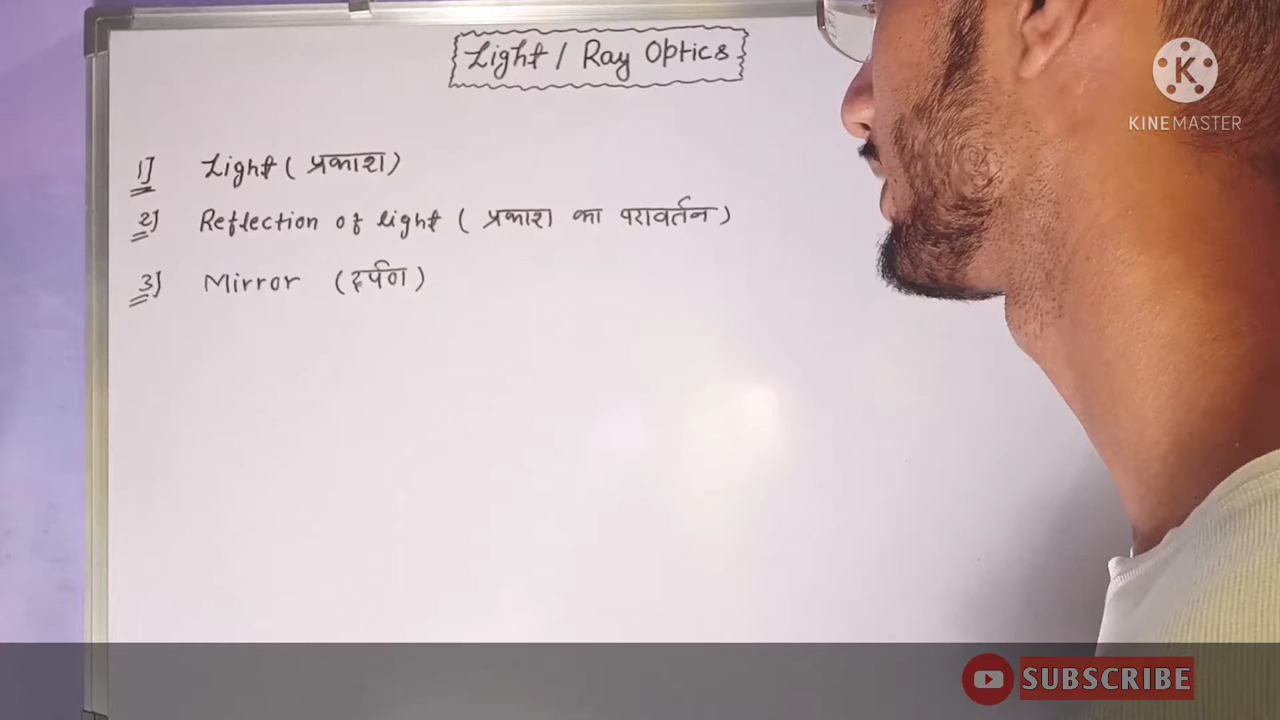 Light / Ray Optics
K
KINEMASTER
1] Light ( प्रकाश )
2] Reflection of light ( प्रकाश का परावर्तन )
3] Mirror ( दर्पण )
SUBSCRIBE